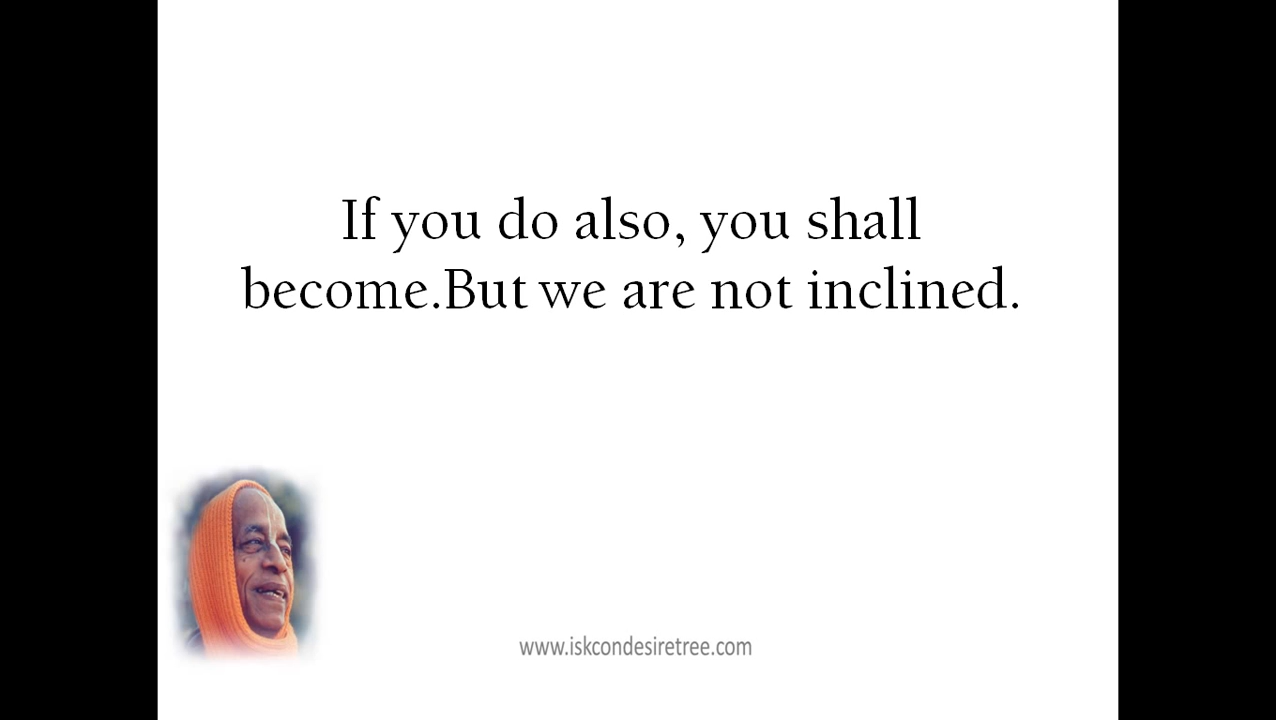 If you do also, you shall
become.But we are not inclined.
www.iskcondesiretree.com